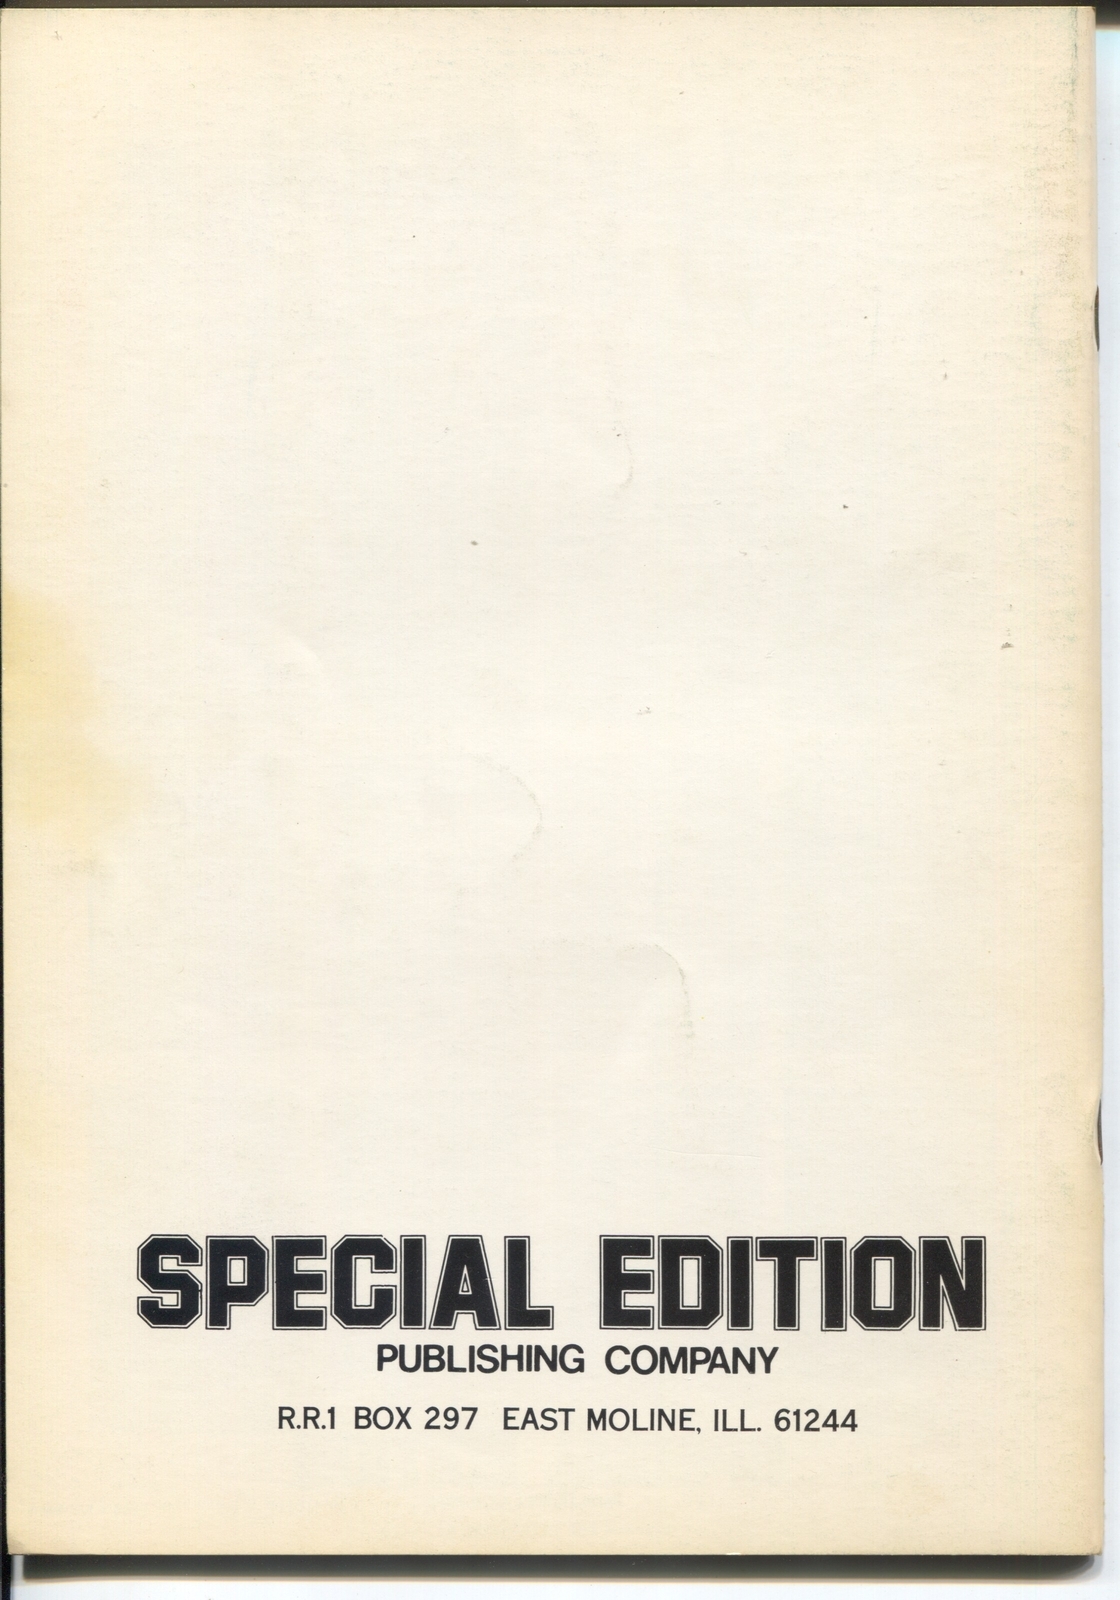 SPECIAL EDITION
PUBLISHING COMPANY
R.R.1 BOX 297 EAST MOLINE, ILL. 61244